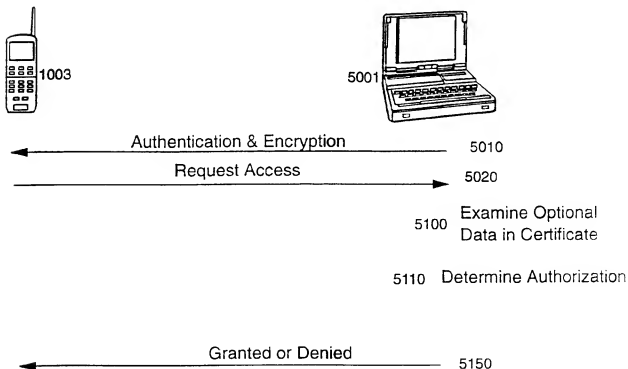 1003
5001
Authentication & Encryption 5010
Request Access 5020
5100 Examine Optional
Data in Certificate
5110 Determine Authorization
Granted or Denied 5150